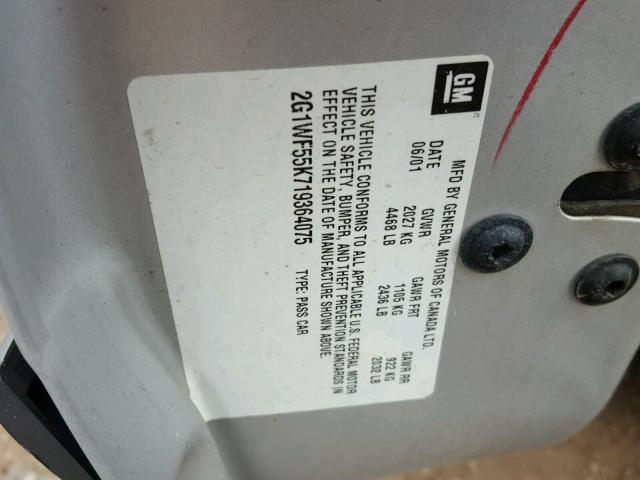 GM
MFD BY GENERAL MOTORS OF CANADA LTD.
DATE GVWR GAWR FRT GAWR RR
06/01 2027 KG 1105 KG 922 KG
4468 LB 2436 LB 2032 LB
THIS VEHICLE CONFORMS TO ALL APPLICABLE U.S. FEDERAL MOTOR
VEHICLE SAFETY, BUMPER, AND THEFT PREVENTION STANDARDS IN
EFFECT ON THE DATE OF MANUFACTURE SHOWN ABOVE.
2G1WF55K719364075 TYPE: PASS CAR